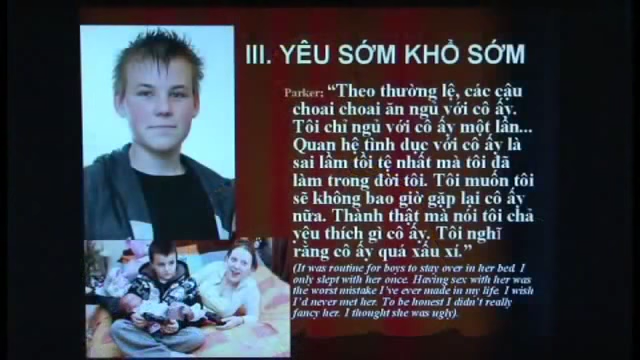 III. YÊU SỚM KHỔ SỚM
Parker: “Theo thường lệ, các cậu
choai choai ăn ngủ với cô ấy.
Tôi chỉ ngủ với cô ấy một lần...
Quan hệ tình dục với cô ấy là
sai lầm tồi tệ nhất mà tôi đã
làm trong đời tôi. Tôi muốn tôi
sẽ không bao giờ gặp lại cô ấy
nữa. Thành thật mà nói tôi chả
yêu thích gì cô ấy. Tôi nghĩ
rằng cô ấy quá xấu xí.”
(It was routine for boys to stay over in her bed. I
only slept with her once. Having sex with her was
the worst mistake I’ve ever made in my life. I wish
I’d never met her. To be honest I didn’t really
fancy her. I thought she was ugly).